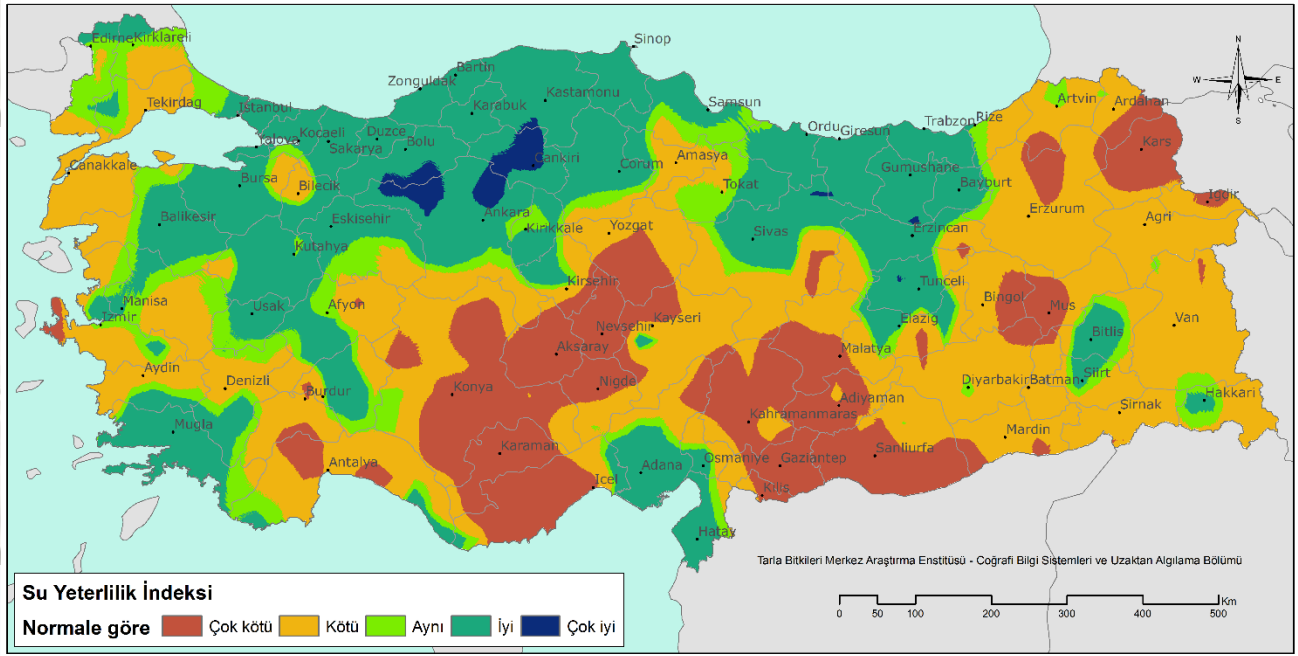 Sinop
Edirne Kirklareli
Bartin
Zonguldak
Kastamonu
Tekirdag
Istanbul
Karabuk
Samsun
Artvin
Ardahan
Kocaeli
Duzce
Ordu
Giresun
Trabzon
Rize
Yalova
Sakarya
Bolu
Kars
Canakkale
Cankiri
Corum
Amasya
Bursa
Bilecik
Gumushane
Bayburt
Tokat
Igdir
Balikesir
Eskisehir
Ankara
Kirikkale
Yozgat
Sivas
Erzincan
Erzurum
Agri
Kutahya
Kirsehir
Tunceli
Manisa
Usak
Afyon
Bingol
Mus
Izmir
Nevsehir
Kayseri
Elazig
Bitlis
Van
Aksaray
Malatya
Aydin
Denizli
Burdur
Konya
Nigde
Diyarbakir
Batman
Siirt
Adiyaman
Hakkari
Mugla
Kahramanmaras
Sirnak
Karaman
Sanliurfa
Mardin
Antalya
Icel
Adana
Osmaniye
Gaziantep
Kilis
Hatay
N
W
E
S
Tarla Bitkileri Merkez Araştırma Enstitüsü - Coğrafi Bilgi Sistemleri ve Uzaktan Algılama Bölümü
Km
0 50 100 200 300 400 500
Su Yeterlilik İndeksi
Normale göre Çok kötü Kötü Aynı İyi Çok iyi